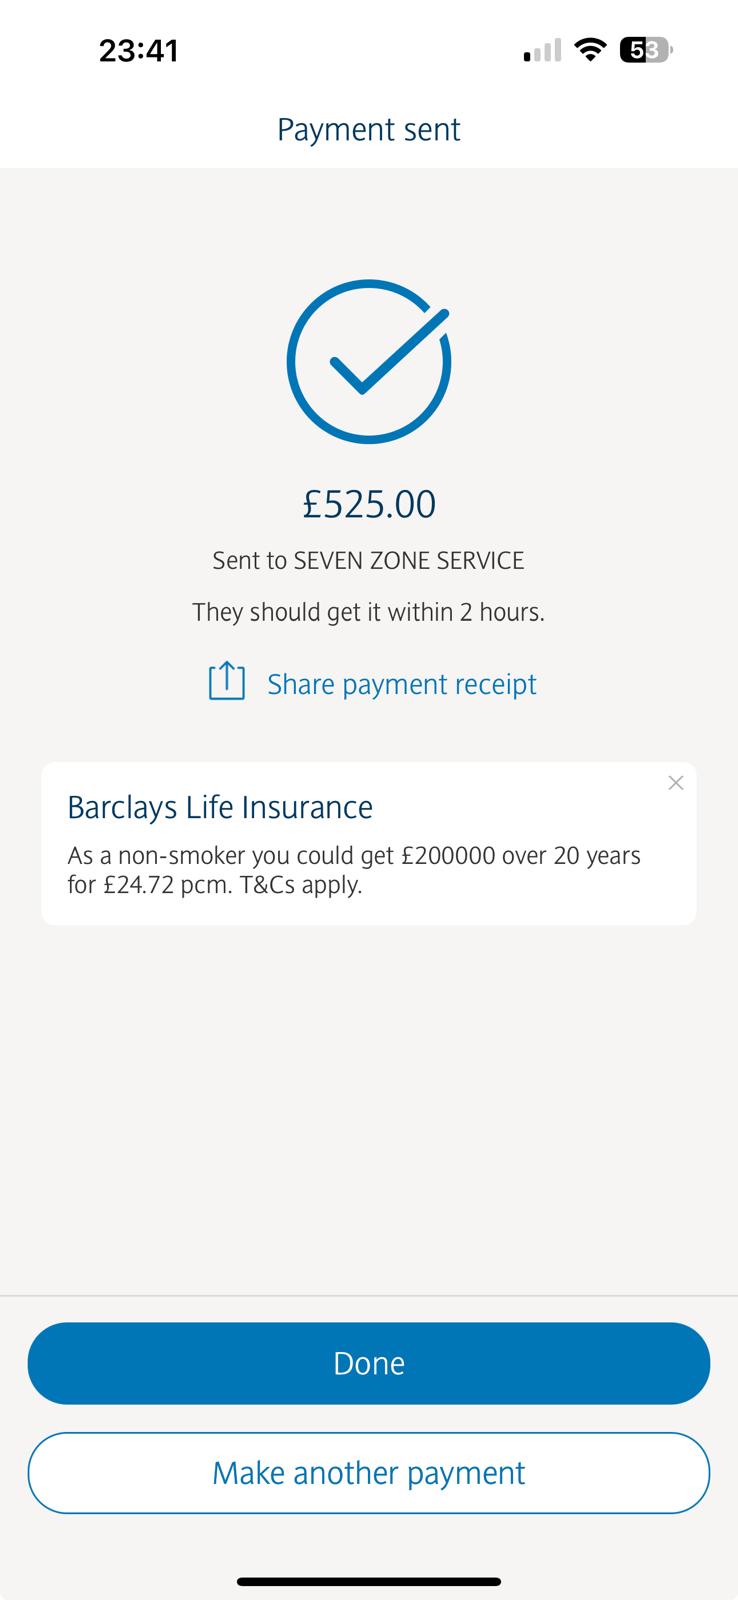 23:41
53
Payment sent
£525.00
Sent to SEVEN ZONE SERVICE
They should get it within 2 hours.
Share payment receipt
Barclays Life Insurance
As a non-smoker you could get £200000 over 20 years
for £24.72 pcm. T&Cs apply.
Done
Make another payment